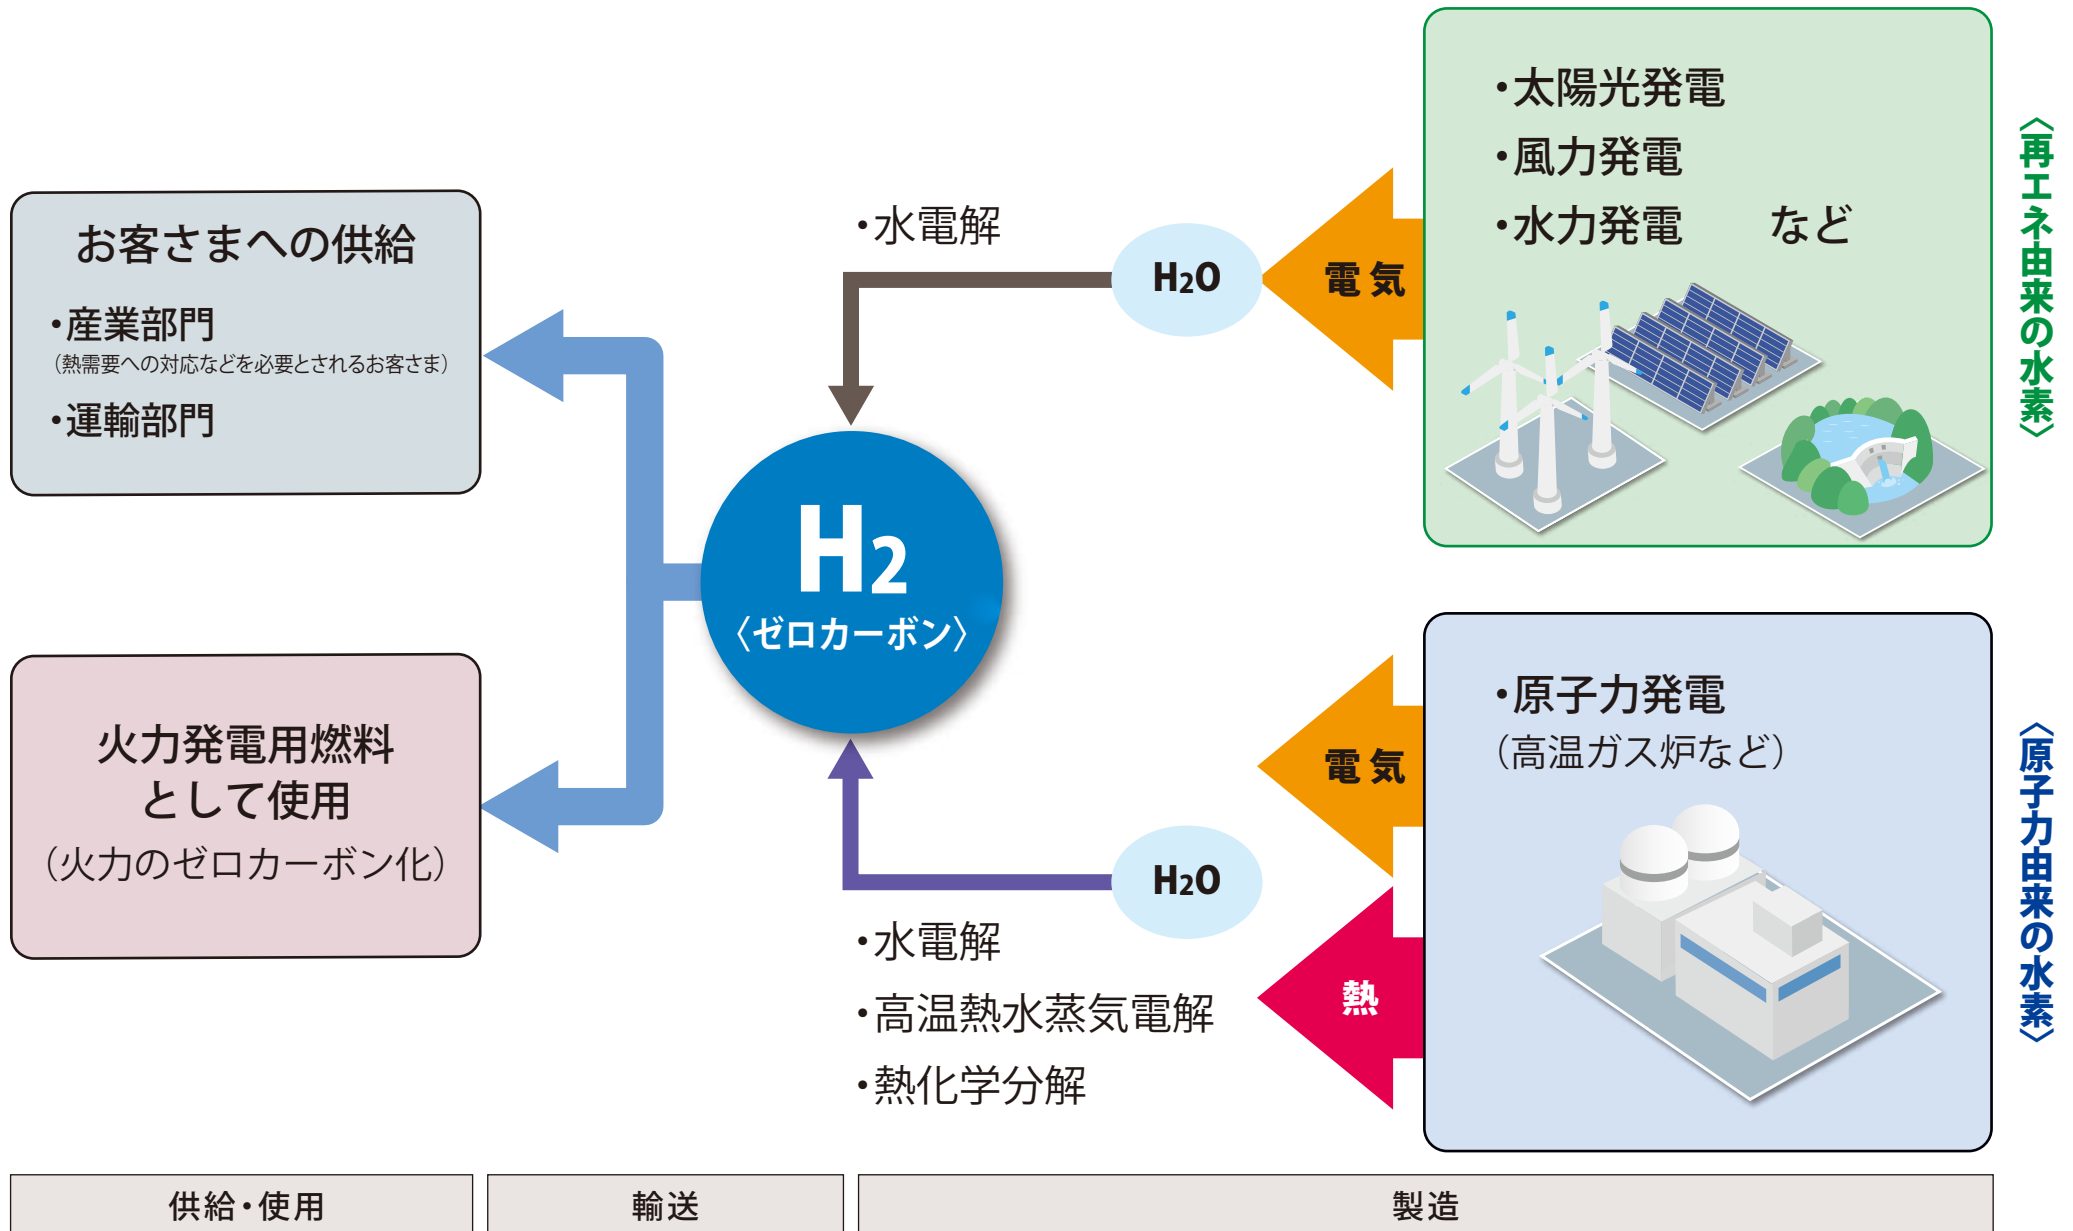 ・太陽光発電
・風力発電
・水力発電　など
〈再エネ由来の水素〉
電気
H₂O
・水電解
お客さまへの供給
・産業部門
（熱需要への対応などを必要とされるお客さま）
・運輸部門
H₂
〈ゼロカーボン〉
火力発電用燃料
として使用
（火力のゼロカーボン化）
・原子力発電
（高温ガス炉など）
〈原子力由来の水素〉
電気
熱
H₂O
・水電解
・高温熱水蒸気電解
・熱化学分解
供給・使用
輸送
製造